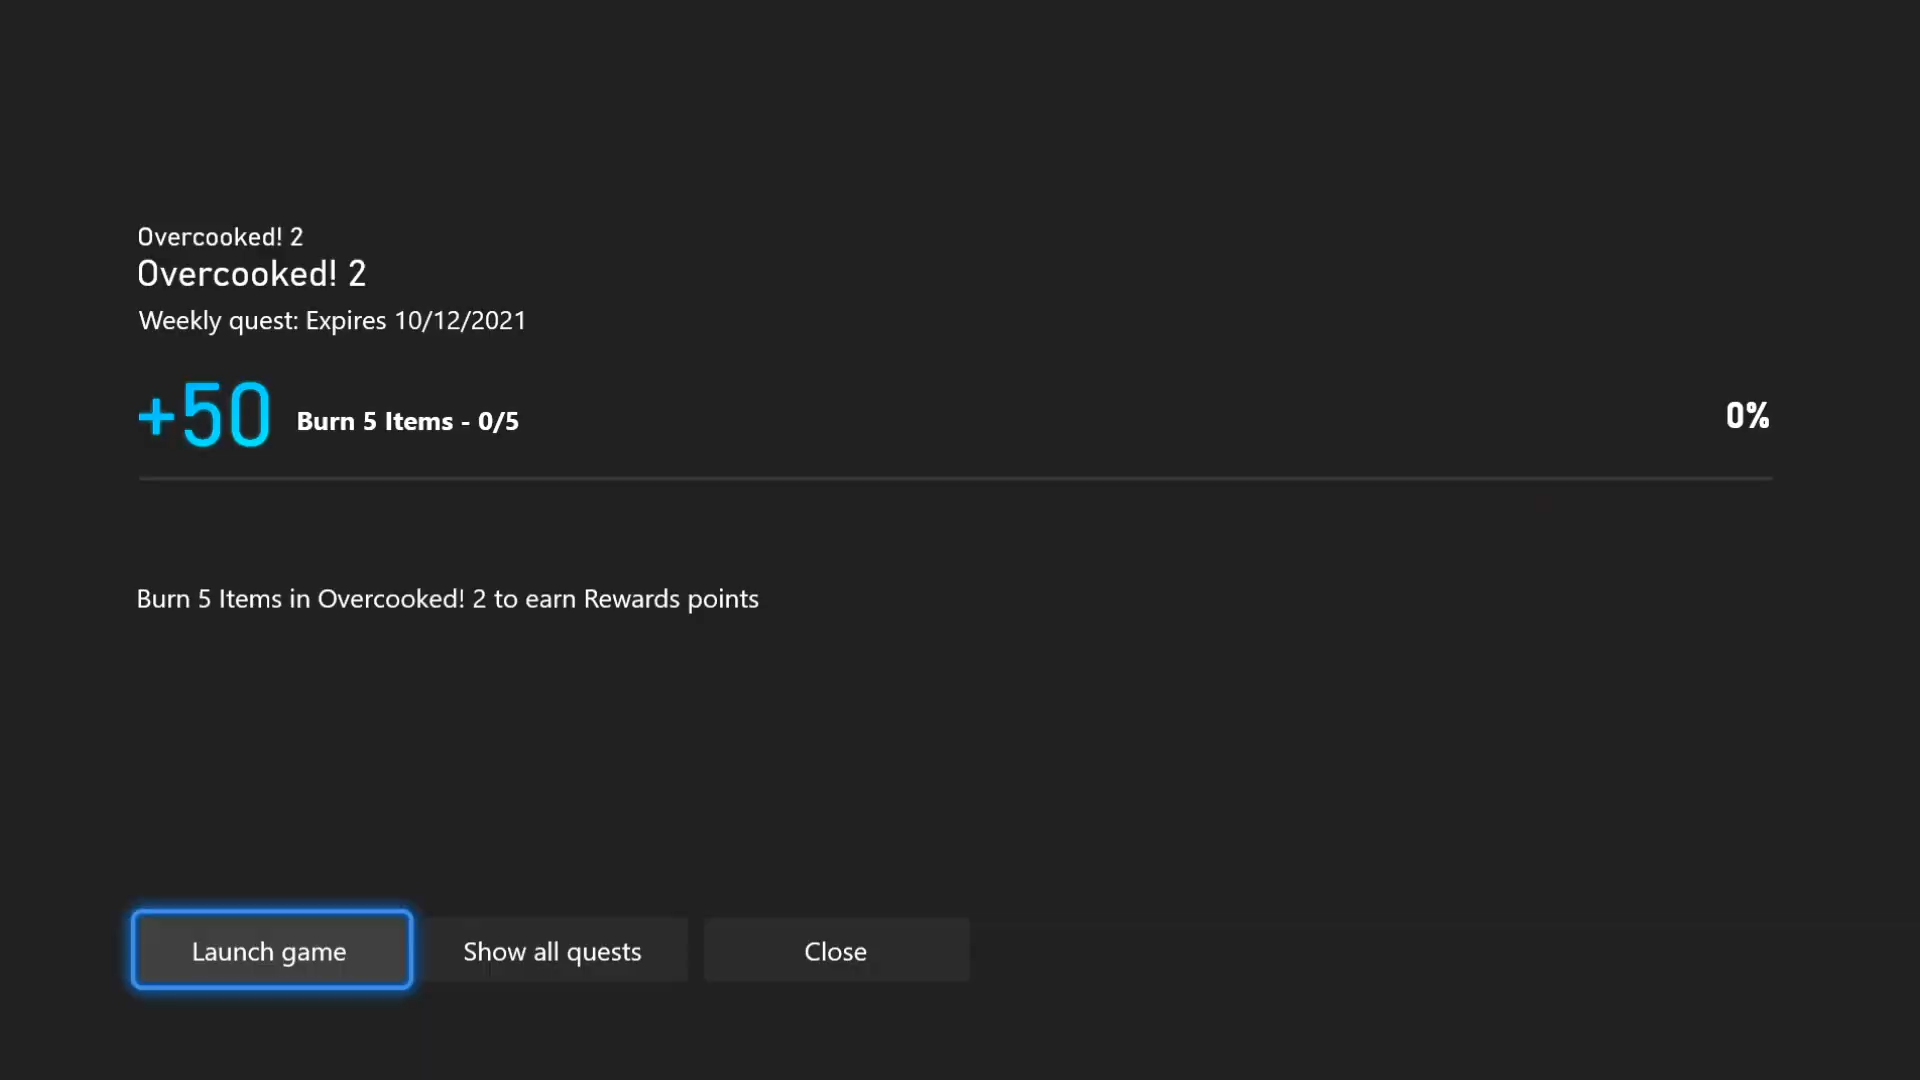 Overcooked! 2
Overcooked! 2
Weekly quest: Expires 10/12/2021
+50 Burn 5 Items - 0/5 0%
Burn 5 Items in Overcooked! 2 to earn Rewards points
Launch game Show all quests Close